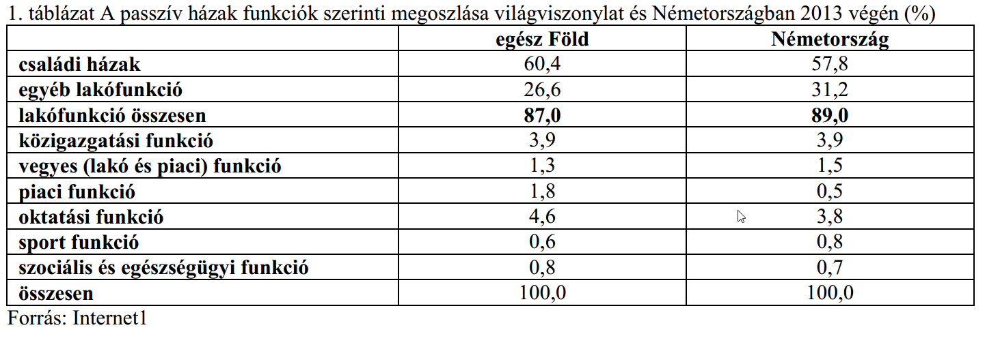 1. táblázat A passzív házak funkciók szerinti megoszlása világviszonylat és Németországban 2013 végén (%)
egész Föld Németország
családi házak 60,4 57,8
egyéb lakófunkció 26,6 31,2
lakófunkció összesen 87,0 89,0
közigazgatási funkció 3,9 3,9
vegyes (lakó és piaci) funkció 1,3 1,5
piaci funkció 1,8 0,5
oktatási funkció 4,6 3,8
sport funkció 0,6 0,8
szociális és egészségügyi funkció 0,8 0,7
összesen 100,0 100,0
Forrás: Internet1